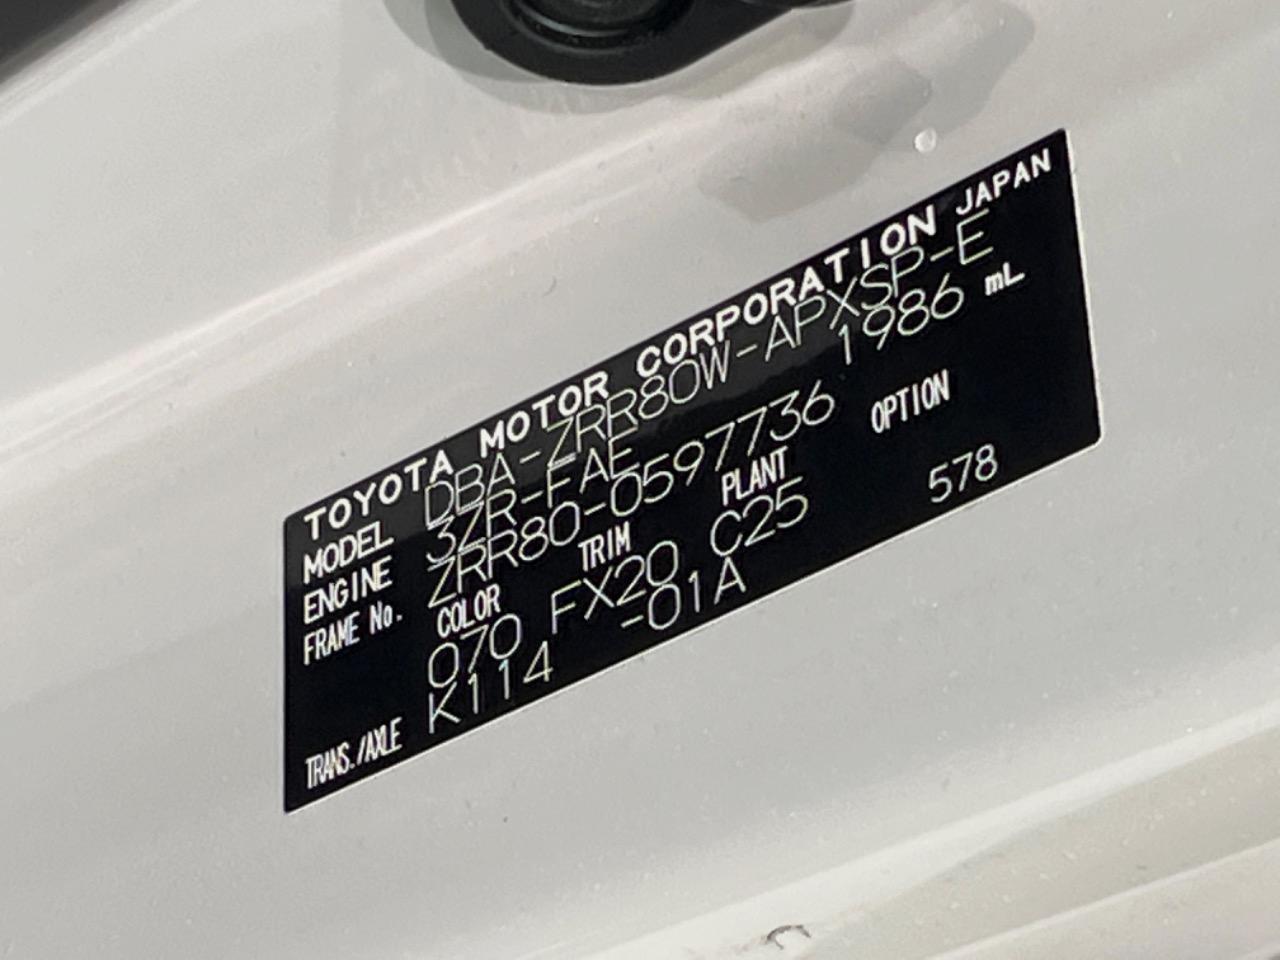 TOYOTA MOTOR CORPORATION JAPAN
MODEL DBA-ZRR80W-APXSP-E
ENGINE 3ZR-FAE 1986 mL
FRAME No. ZRR80-0597736
COLOR TRIM PLANT OPTION
070 FX20 C25 578
TRANS./AXLE K114 -01A